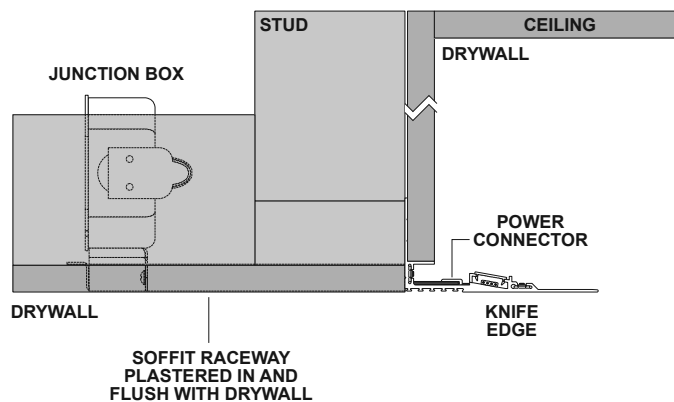 STUD
CEILING
DRYWALL
JUNCTION BOX
POWER
CONNECTOR
DRYWALL
KNIFE
EDGE
SOFFIT RACEWAY
PLASTERED IN AND
FLUSH WITH DRYWALL